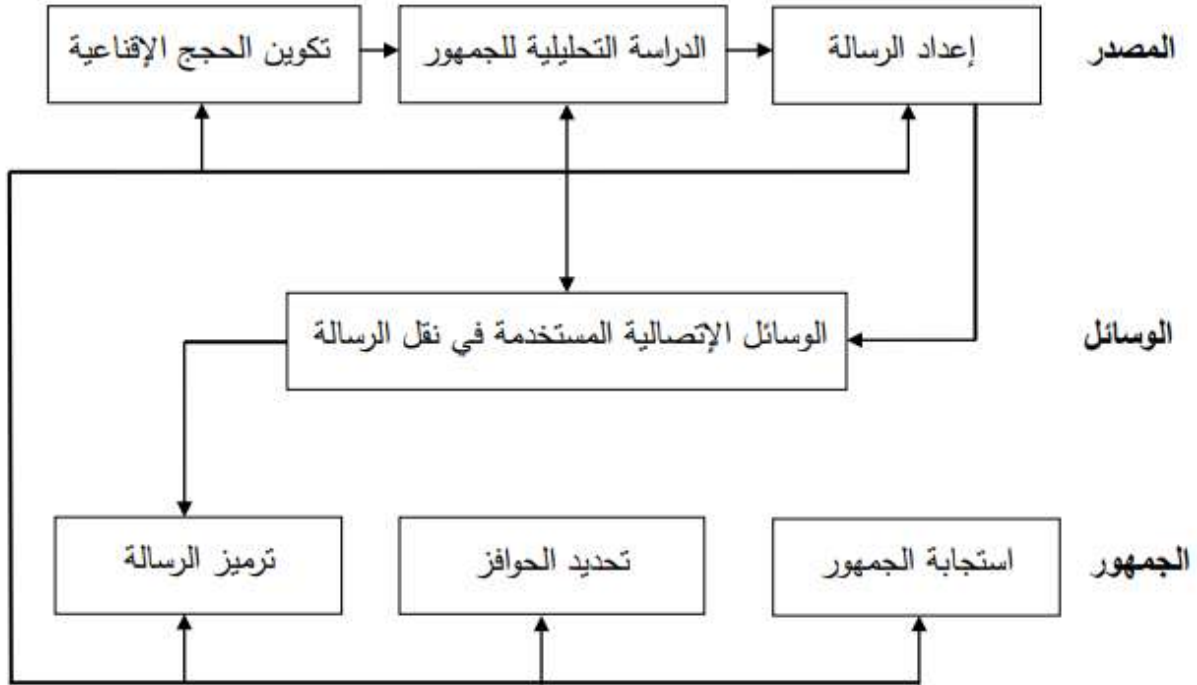 المصدر
إعداد الرسالة
الدراسة التحليلية للجمهور
تكوين الحجج الإقناعية
الوسائل
الوسائل الإتصالية المستخدمة في نقل الرسالة
الجمهور
استجابة الجمهور
تحديد الحوافز
ترميز الرسالة